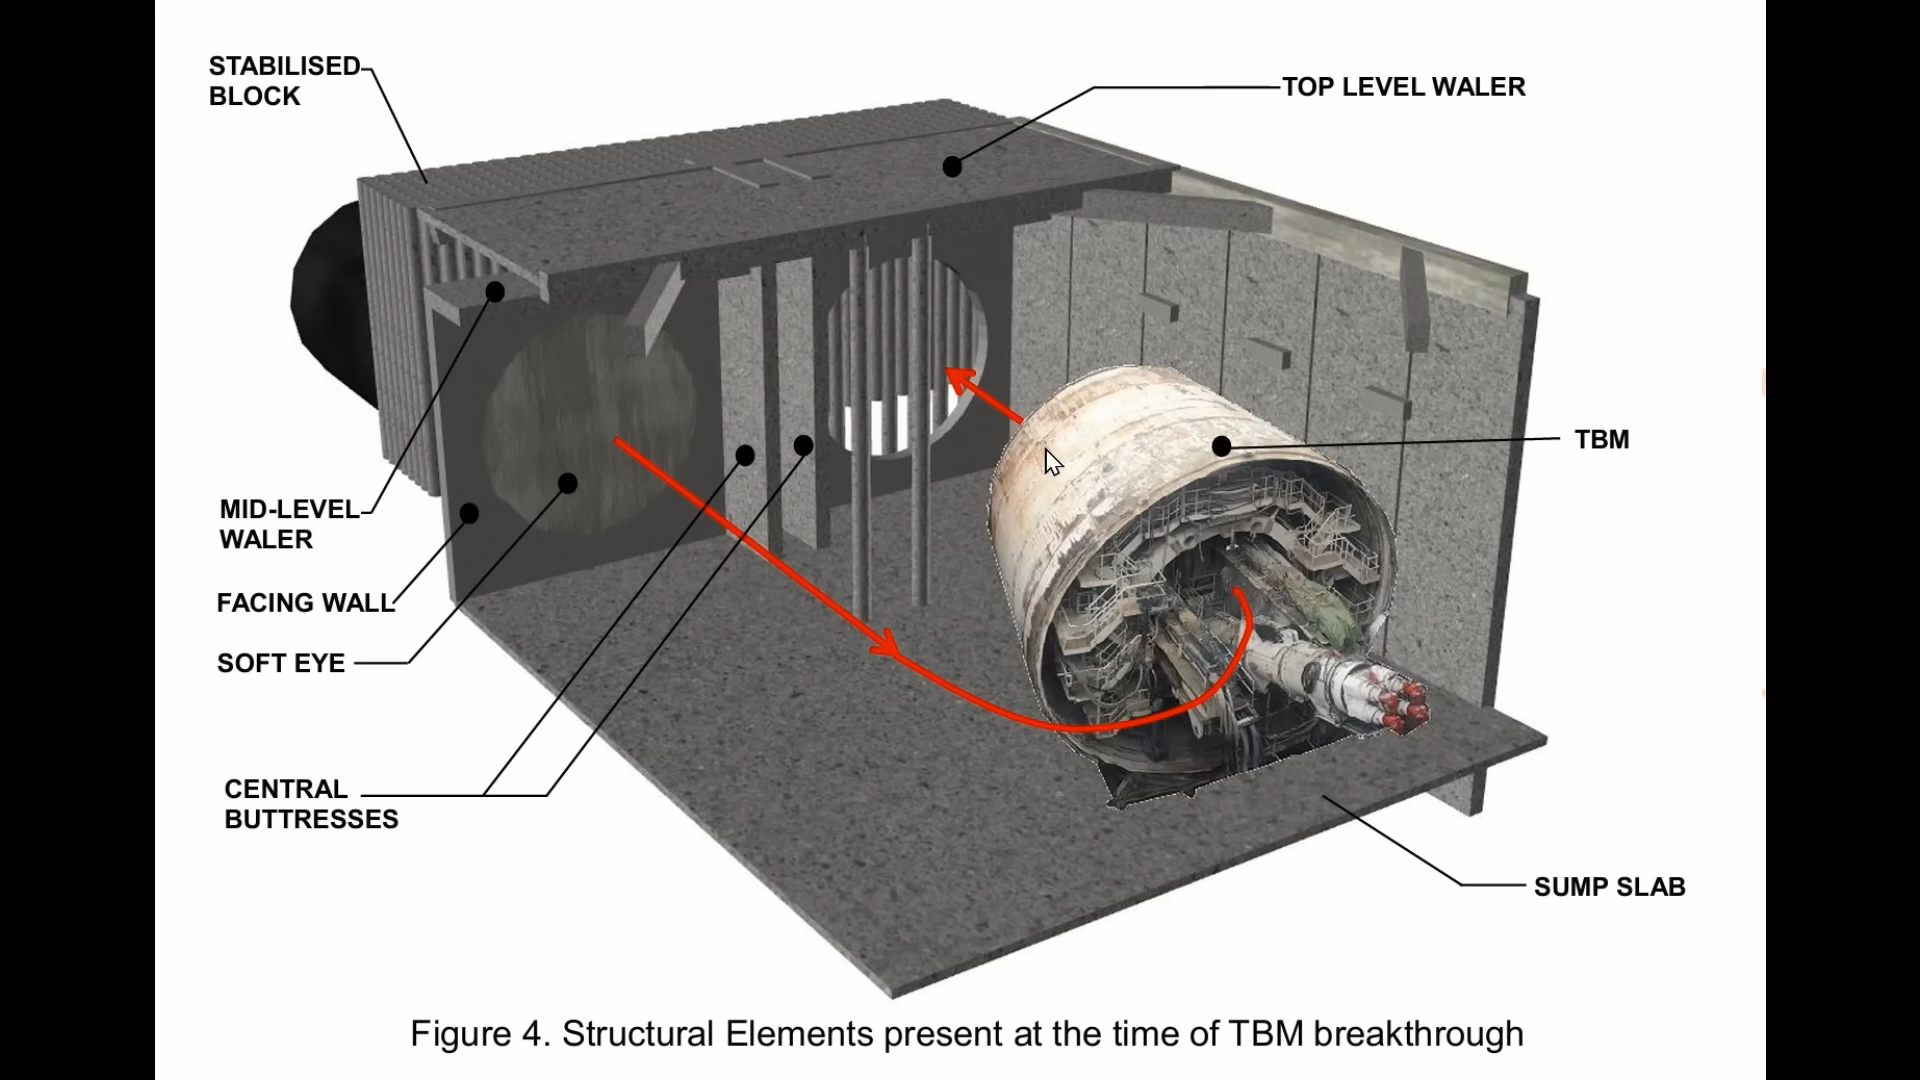 STABILISED
BLOCK
TOP LEVEL WALER
TBM
MID-LEVEL
WALER
FACING WALL
SOFT EYE
CENTRAL
BUTTRESSES
SUMP SLAB
Figure 4. Structural Elements present at the time of TBM breakthrough